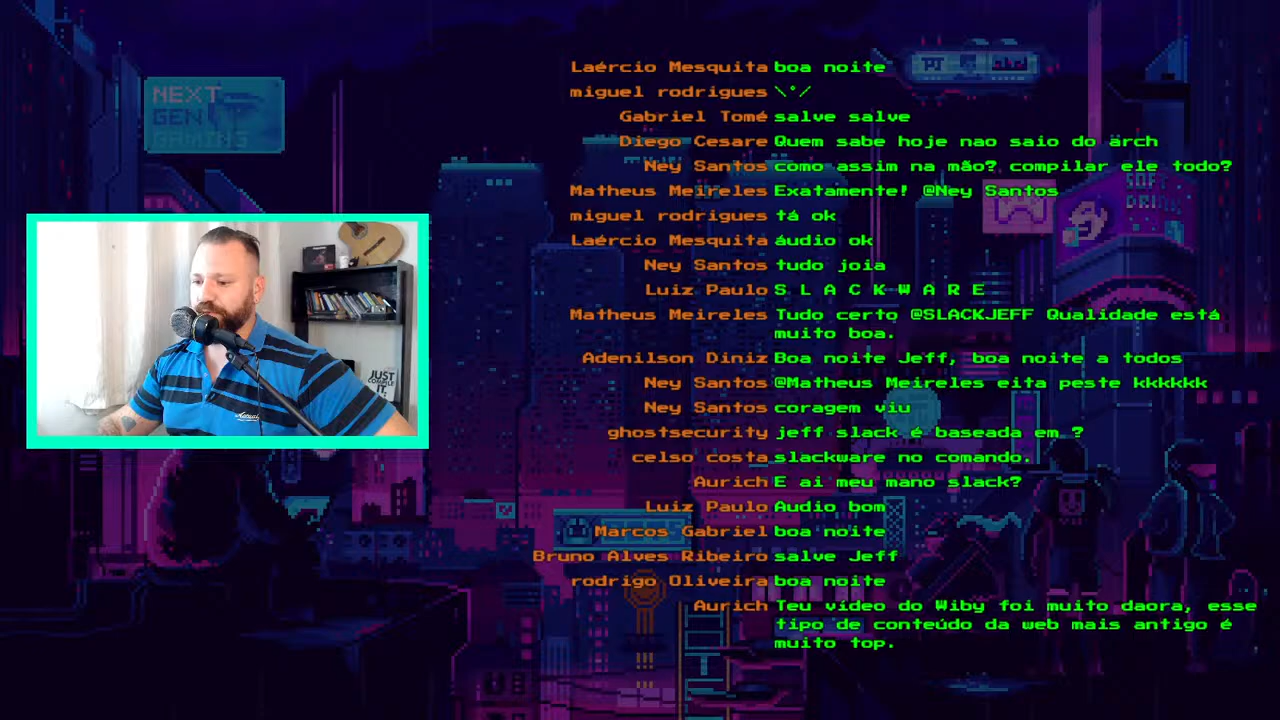 NEXT
GEN
GAMING
Laércio Mesquita boa noite
miguel rodrigues \°/
Gabriel Tomé salve salve
Diego Cesare Quem sabe hoje nao saio do arch
Ney Santos como assim na mão? compilar ele todo?
Matheus Meireles Exatamente! @Ney Santos
miguel rodrigues tá ok
Laércio Mesquita áudio ok
Ney Santos tudo joia
Luiz Paulo S L A C K W A R E
Matheus Meireles Tudo certo @SLACKJEFF Qualidade está
muito boa.
Adenilson Diniz Boa noite Jeff, boa noite a todos
Ney Santos @Matheus Meireles eita peste kkkkkk
Ney Santos coragem viu
ghostsecurity jeff slack é baseada em ?
celso costa slackware no comando.
Aurich E ai meu mano slack?
Luiz Paulo Audio bom
Marcos Gabriel boa noite
Bruno Alves Ribeiro salve Jeff
rodrigo Oliveira boa noite
Aurich Teu vídeo do Wiby foi muito daora, esse
tipo de conteúdo da web mais antigo é
muito top.
SOFT
DRINK
JUST
COMPILE
IT.